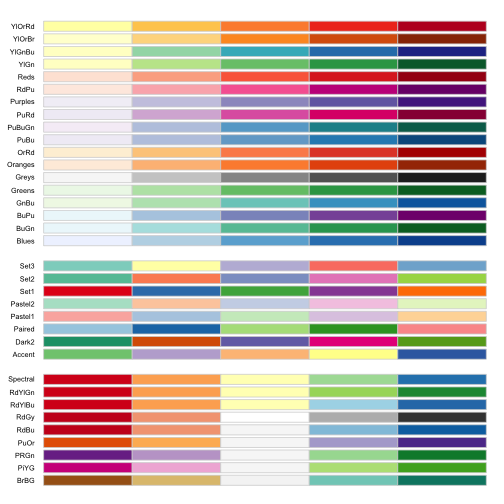 YlOrRd
YlOrBr
YlGnBu
YlGn
Reds
RdPu
Purples
PuRd
PuBuGn
PuBu
OrRd
Oranges
Greys
Greens
GnBu
BuPu
BuGn
Blues
Set3
Set2
Set1
Pastel2
Pastel1
Paired
Dark2
Accent
Spectral
RdYlGn
RdYlBu
RdGy
RdBu
PuOr
PRGn
PiYG
BrBG